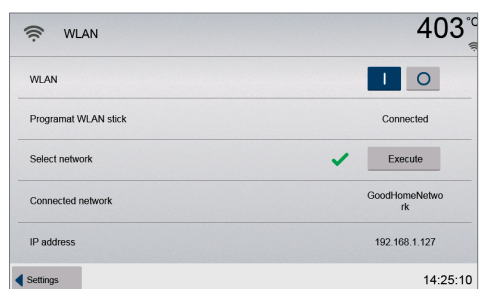 WLAN
403°C
WLAN
I O
Programat WLAN stick
Connected
Select network
Execute
Connected network
GoodHomeNetwo
rk
IP address
192.168.1.127
Settings
14:25:10